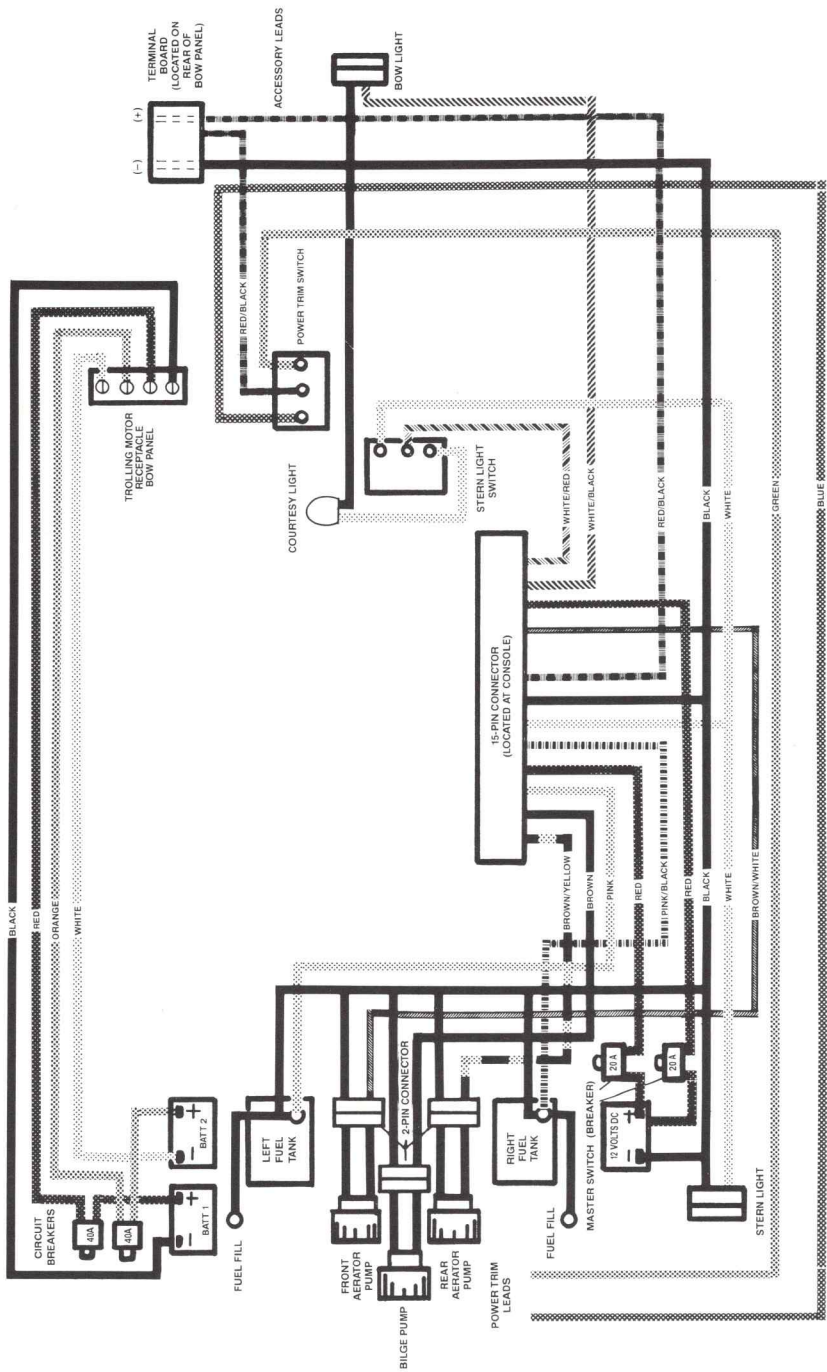 TERMINAL
BOARD
(LOCATED ON
REAR OF
BOW PANEL)
(−)
(+)
ACCESSORY LEADS
BOW LIGHT
BLACK
RED
ORANGE
WHITE
TROLLING MOTOR
RECEPTACLE
BOW PANEL
RED/BLACK
POWER TRIM SWITCH
COURTESY LIGHT
STERN LIGHT
SWITCH
WHITE/RED
WHITE/BLACK
RED/BLACK
BLACK
WHITE
GREEN
BLUE
15-PIN CONNECTOR
(LOCATED AT CONSOLE)
BROWN/YELLOW
BROWN
PINK
RED
PINK/BLACK
RED
BLACK
WHITE
BROWN/WHITE
CIRCUIT
BREAKERS
40A
40A
− +
BATT 1
− +
BATT 2
FUEL FILL
LEFT
FUEL
TANK
FRONT
AERATOR
PUMP
BILGE PUMP
2-PIN CONNECTOR
REAR
AERATOR
PUMP
POWER TRIM
LEADS
RIGHT
FUEL
TANK
FUEL FILL
MASTER SWITCH (BREAKER)
20 A
20 A
− +
12 VOLTS DC
STERN LIGHT